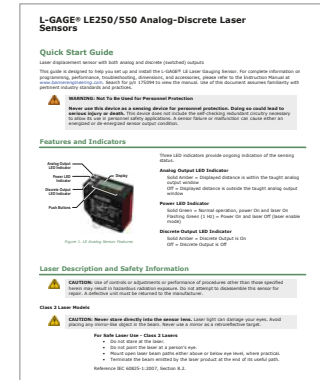 L-GAGE® LE250/550 Analog-Discrete Laser
Sensors
Quick Start Guide
Laser displacement sensor with both analog and discrete (switched) outputs
This guide is designed to help you set up and install the L-GAGE® LE Laser Gauging Sensor. For complete information on
programming, performance, troubleshooting, dimensions, and accessories, please refer to the Instruction Manual at
www.bannerengineering.com. Search for p/n 175094 to view the manual. Use of this document assumes familiarity with
pertinent industry standards and practices.
WARNING: Not To Be Used for Personnel Protection
Never use this device as a sensing device for personnel protection. Doing so could lead to
serious injury or death. This device does not include the self-checking redundant circuitry necessary
to allow its use in personnel safety applications. A sensor failure or malfunction can cause either an
energized or de-energized sensor output condition.
Features and Indicators
Analog Output
LED Indicator
Power LED
Indicator
Discrete Output
LED Indicator
Push Buttons
Display
Figure 1. LE Analog Sensor Features
Three LED indicators provide ongoing indication of the sensing
status.
Analog Output LED Indicator
Solid Amber = Displayed distance is within the taught analog
output window
Off = Displayed distance is outside the taught analog output
window
Power LED Indicator
Solid Green = Normal operation, power On and laser On
Flashing Green (1 Hz) = Power On and laser Off (laser enable
mode)
Discrete Output LED Indicator
Solid Amber = Discrete Output is On
Off = Discrete Output is Off
Laser Description and Safety Information
CAUTION: Use of controls or adjustments or performance of procedures other than those specified
herein may result in hazardous radiation exposure. Do not attempt to disassemble this sensor for
repair. A defective unit must be returned to the manufacturer.
Class 2 Laser Models
CAUTION: Never stare directly into the sensor lens. Laser light can damage your eyes. Avoid
placing any mirror-like object in the beam. Never use a mirror as a retroreflective target.
For Safe Laser Use - Class 2 Lasers
• Do not stare at the laser.
• Do not point the laser at a person's eye.
• Mount open laser beam paths either above or below eye level, where practical.
• Terminate the beam emitted by the laser product at the end of its useful path.
Reference IEC 60825-1:2007, Section 8.2.